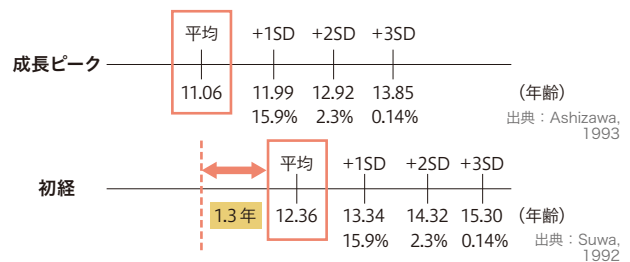 平均 +1SD +2SD +3SD
成長ピーク
11.06 11.99 12.92 13.85 （年齢）
15.9% 2.3% 0.14%
出典：Ashizawa,
1993
平均 +1SD +2SD +3SD
初経
1.3 年 12.36 13.34 14.32 15.30 （年齢）
15.9% 2.3% 0.14%
出典：Suwa,
1992